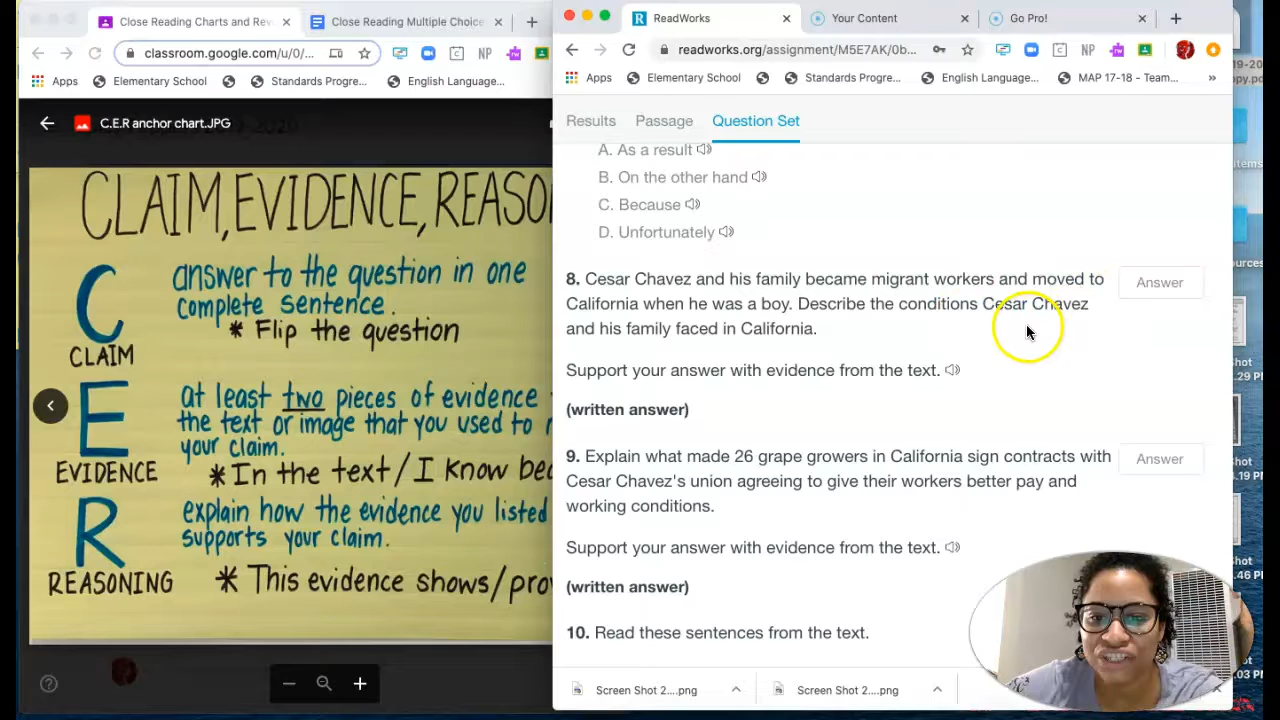 Close Reading Charts and Rev
Close Reading Multiple Choice
classroom.google.com/u/0/...
NP
Apps
Elementary School
Standards Progre...
English Language...
C.E.R anchor chart.JPG
CLAIM, EVIDENCE, REASO
C
CLAIM
answer to the question in one
complete sentence.
* Flip the question
E
EVIDENCE
at least two pieces of evidence
the text or image that you used to
your claim.
* In the text/I know bec
R
REASONING
explain how the evidence you listed
supports your claim.
* This evidence shows/pro
ReadWorks
Your Content
Go Pro!
readworks.org/assignment/M5E7AK/0b...
NP
Apps
Elementary School
Standards Progre...
English Language...
MAP 17-18 - Team...
»
Results
Passage
Question Set
A. As a result
B. On the other hand
C. Because
D. Unfortunately
8. Cesar Chavez and his family became migrant workers and moved to
California when he was a boy. Describe the conditions Cesar Chavez
and his family faced in California.
Answer
Support your answer with evidence from the text.
(written answer)
9. Explain what made 26 grape growers in California sign contracts with
Cesar Chavez's union agreeing to give their workers better pay and
working conditions.
Answer
Support your answer with evidence from the text.
(written answer)
10. Read these sentences from the text.
Screen Shot 2....png
Screen Shot 2....png